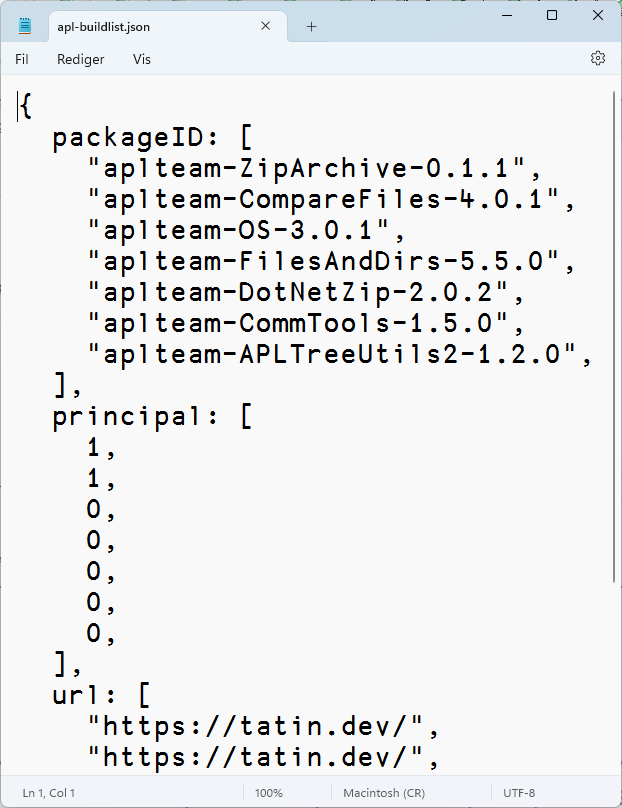 apl-buildlist.json
Fil Rediger Vis
{
packageID: [
"aplteam-ZipArchive-0.1.1",
"aplteam-CompareFiles-4.0.1",
"aplteam-OS-3.0.1",
"aplteam-FilesAndDirs-5.5.0",
"aplteam-DotNetZip-2.0.2",
"aplteam-CommTools-1.5.0",
"aplteam-APLTreeUtils2-1.2.0",
],
principal: [
1,
1,
0,
0,
0,
0,
0,
],
url: [
"https://tatin.dev/",
"https://tatin.dev/",
Ln 1, Col 1 100% Macintosh (CR) UTF-8